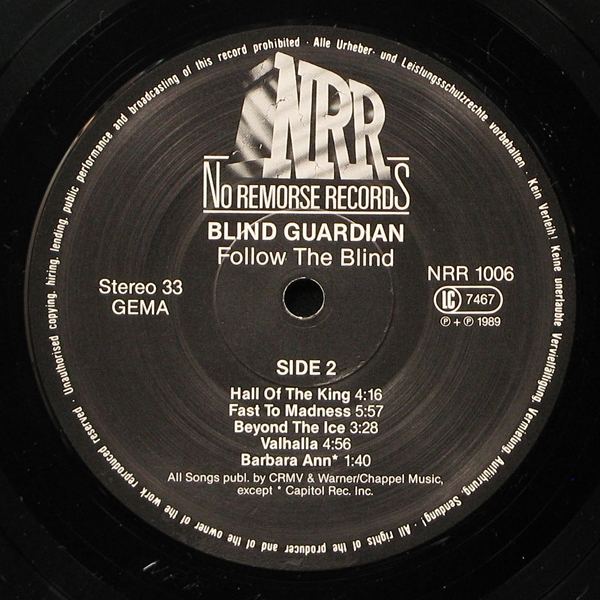 NRR
NO REMORSE RECORDS
BLIND GUARDIAN
Follow The Blind
Stereo 33
GEMA
NRR 1006
LC 7467
℗ + ℗ 1989
SIDE 2
Hall Of The King 4:16
Fast To Madness 5:57
Beyond The Ice 3:28
Valhalla 4:56
Barbara Ann* 1:40
All Songs publ. by CRMV & Warner/Chappel Music,
except * Capitol Rec. Inc.
Alle Urheber- und Leistungsschutzrechte vorbehalten · Kein Verleih! Keine unerlaubte Vervielfältigung, Vermietung, Aufführung, Sendung! · All rights of the producer and of the owner of the work reproduced reserved · Unauthorised copying, hiring, lending, public performance and broadcasting of this record prohibited ·